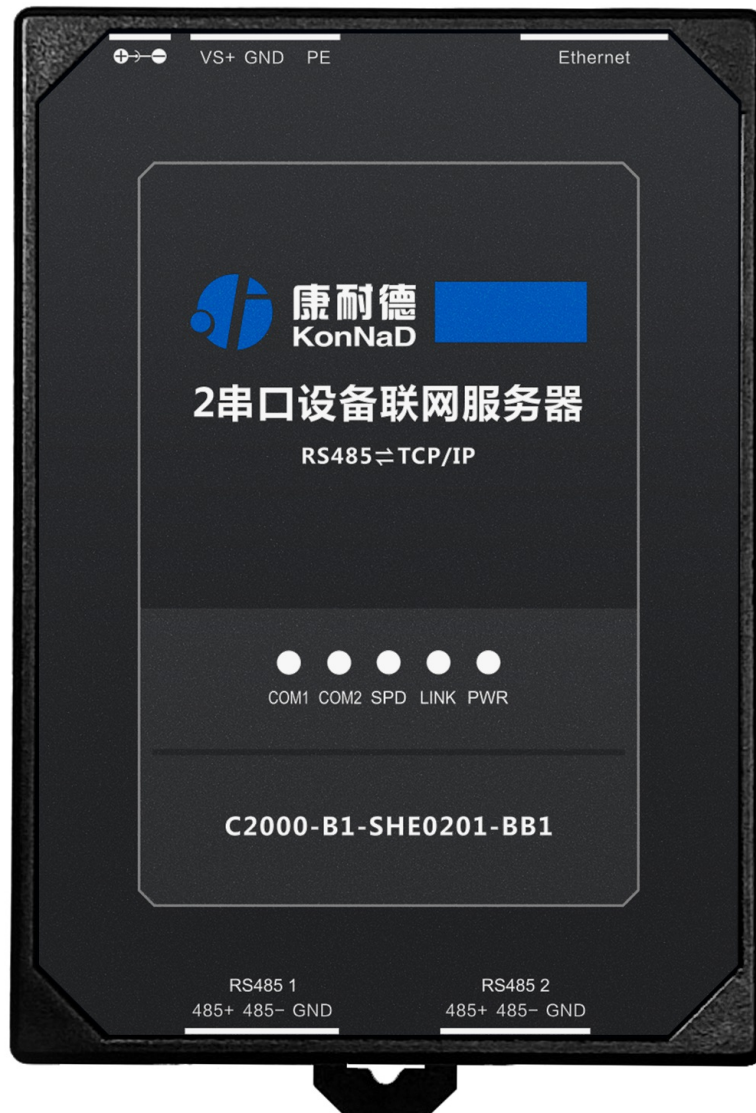 VS+ GND PE
Ethernet
康耐德
KonNaD
2串口设备联网服务器
RS485⇌TCP/IP
COM1 COM2 SPD LINK PWR
C2000-B1-SHE0201-BB1
RS485 1
485+ 485− GND
RS485 2
485+ 485− GND